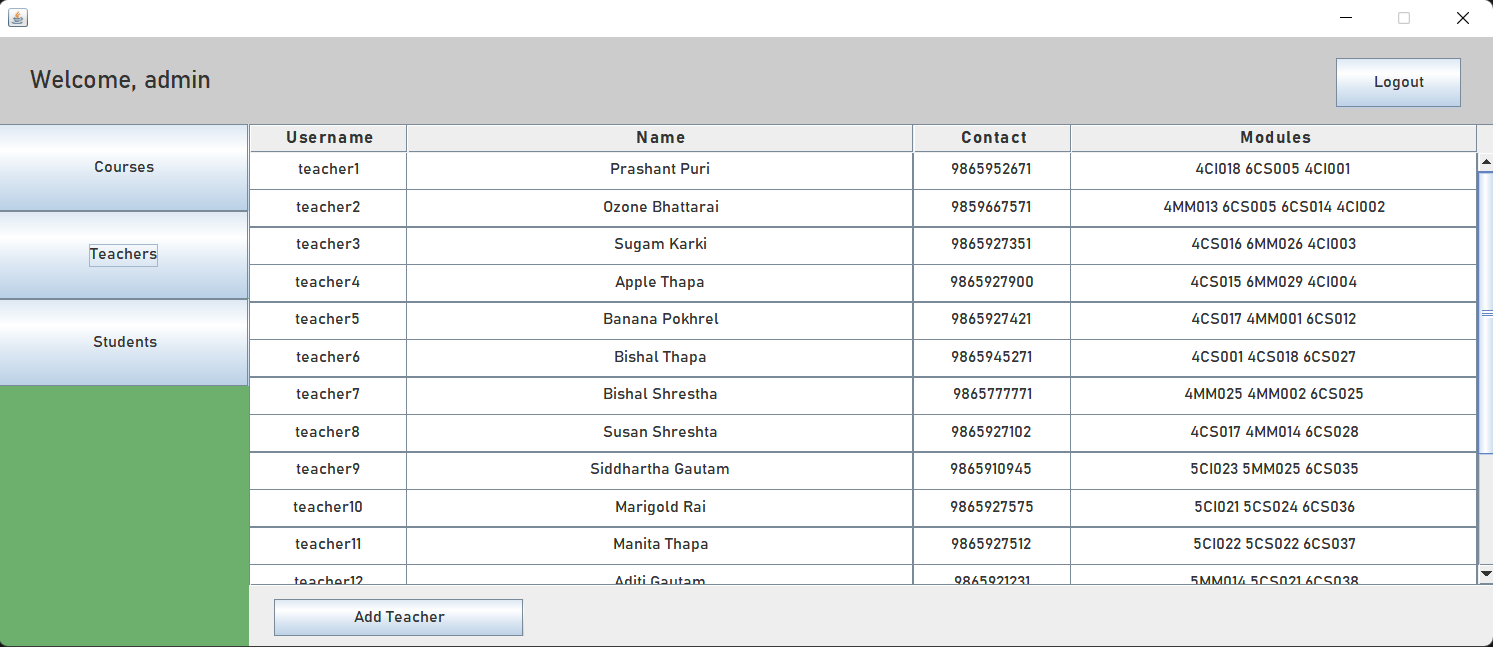 Welcome, admin
Logout
Courses
Teachers
Students
Username Name Contact Modules
teacher1 Prashant Puri 9865952671 4CI018 6CS005 4CI001
teacher2 Ozone Bhattarai 9859667571 4MM013 6CS005 6CS014 4CI002
teacher3 Sugam Karki 9865927351 4CS016 6MM026 4CI003
teacher4 Apple Thapa 9865927900 4CS015 6MM029 4CI004
teacher5 Banana Pokhrel 9865927421 4CS017 4MM001 6CS012
teacher6 Bishal Thapa 9865945271 4CS001 4CS018 6CS027
teacher7 Bishal Shrestha 9865777771 4MM025 4MM002 6CS025
teacher8 Susan Shreshta 9865927102 4CS017 4MM014 6CS028
teacher9 Siddhartha Gautam 9865910945 5CI023 5MM025 6CS035
teacher10 Marigold Rai 9865927575 5CI021 5CS024 6CS036
teacher11 Manita Thapa 9865927512 5CI022 5CS022 6CS037
teacher12 Aditi Gautam 9865921231 5MM014 5CS021 6CS038
Add Teacher